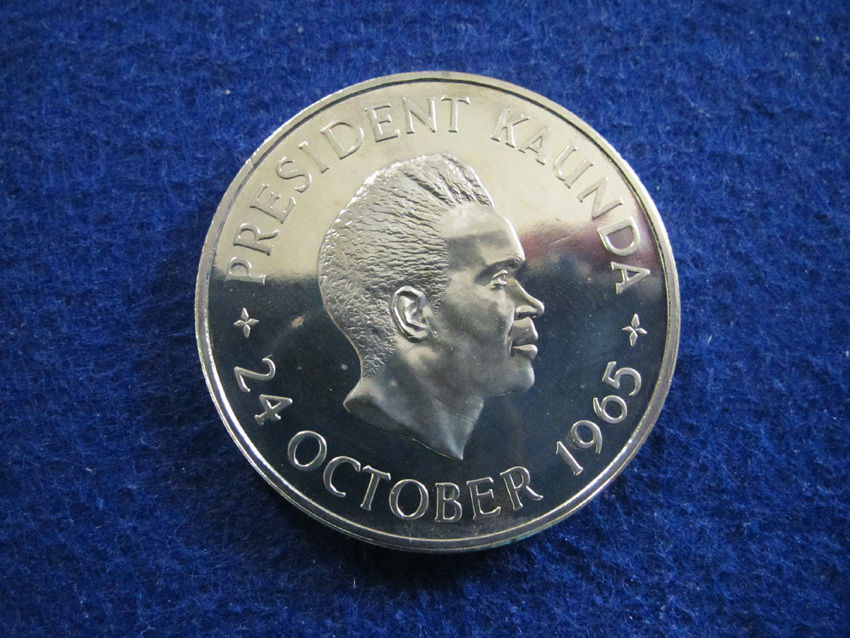 PRESIDENT KAUNDA
24 OCTOBER 1965